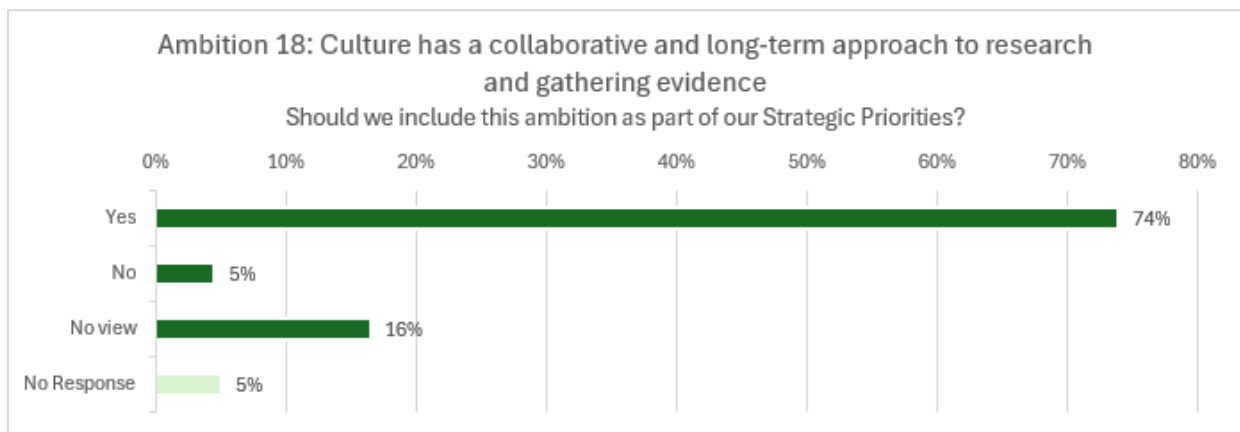 Ambition 18: Culture has a collaborative and long-term approach to research
and gathering evidence
Should we include this ambition as part of our Strategic Priorities?
0% 10% 20% 30% 40% 50% 60% 70% 80%
Yes 74%
No 5%
No view 16%
No Response 5%